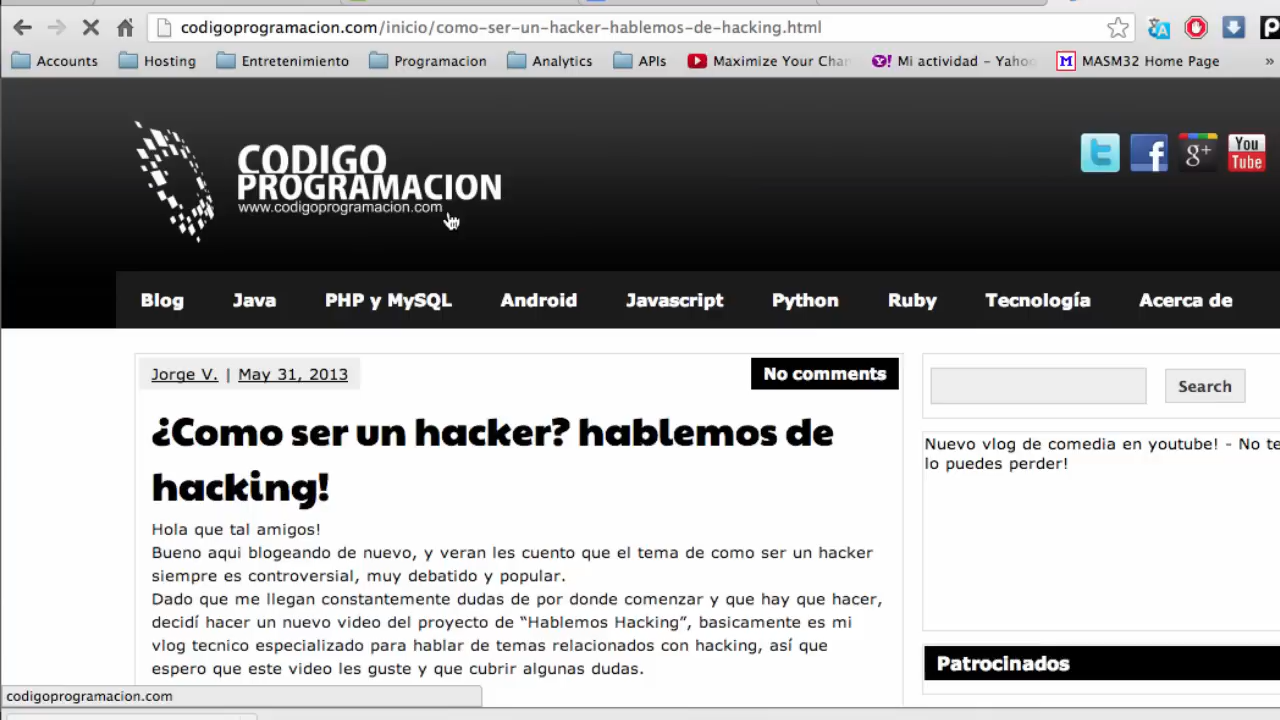 codigoprogramacion.com/inicio/como-ser-un-hacker-hablemos-de-hacking.html
Accounts Hosting Entretenimiento Programacion Analytics APIs Maximize Your Chan Mi actividad - Yahoo MASM32 Home Page »
CODIGO
PROGRAMACION
www.codigoprogramacion.com
You
Tube
Blog Java PHP y MySQL Android Javascript Python Ruby Tecnología Acerca de
Jorge V. | May 31, 2013
No comments
Search
¿Como ser un hacker? hablemos de
hacking!
Hola que tal amigos!
Bueno aqui blogeando de nuevo, y veran les cuento que el tema de como ser un hacker
siempre es controversial, muy debatido y popular.
Dado que me llegan constantemente dudas de por donde comenzar y que hay que hacer,
decidí hacer un nuevo video del proyecto de “Hablemos Hacking”, basicamente es mi
vlog tecnico especializado para hablar de temas relacionados con hacking, así que
espero que este video les guste y que cubrir algunas dudas.
Nuevo vlog de comedia en youtube! - No te
lo puedes perder!
Patrocinados
codigoprogramacion.com